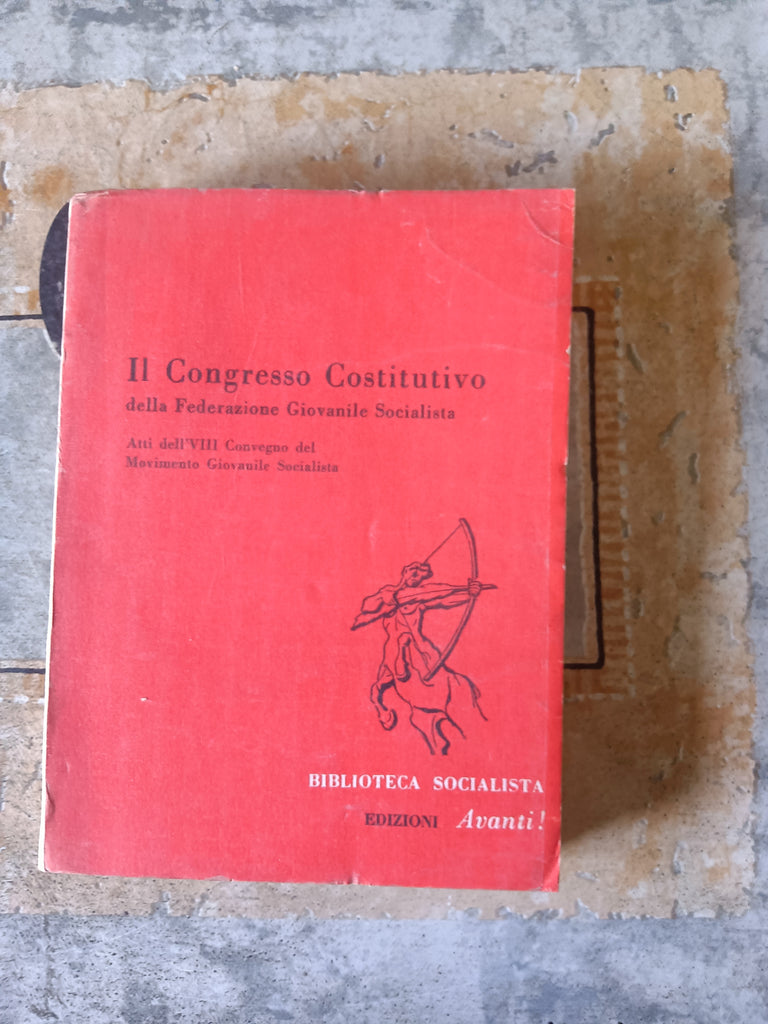 Il Congresso Costitutivo
della Federazione Giovanile Socialista
Atti dell'VIII Convegno del
Movimento Giovanile Socialista
BIBLIOTECA SOCIALISTA
EDIZIONI Avanti!